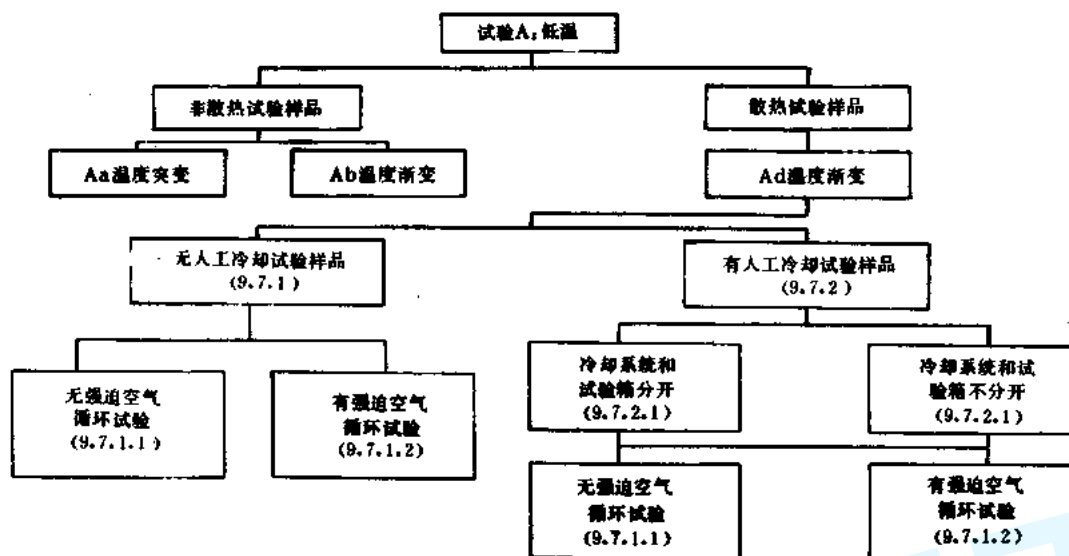 试验A:低温
非散热试验样品
散热试验样品
Aa温度突变
Ab温度渐变
Ad温度渐变
无人工冷却试验样品
(9.7.1)
有人工冷却试验样品
(9.7.2)
无强迫空气
循环试验
(9.7.1.1)
有强迫空气
循环试验
(9.7.1.2)
冷却系统和
试验箱分开
(9.7.2.1)
冷却系统和试
验箱不分开
(9.7.2.1)
无强迫空气
循环试验
(9.7.1.1)
有强迫空气
循环试验
(9.7.1.2)